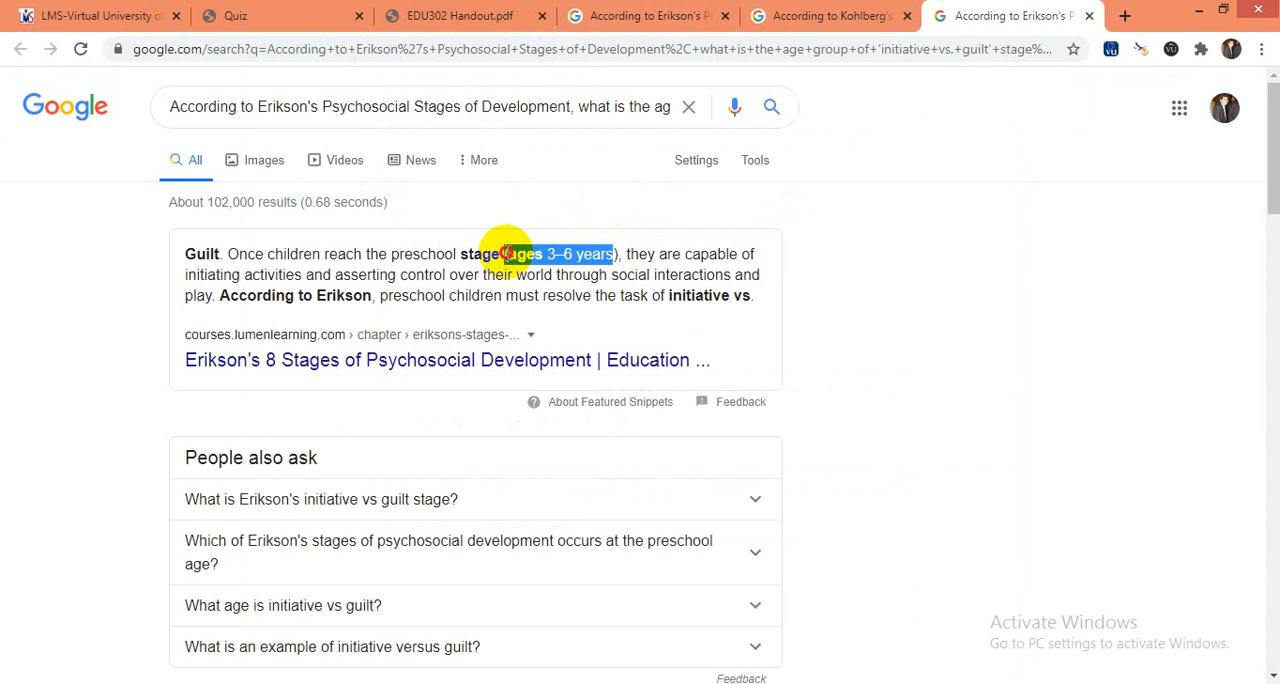 LMS-Virtual University of
Quiz
EDU302 Handout.pdf
According to Erikson's P
According to Kohlberg's
According to Erikson's P
google.com/search?q=According+to+Erikson%27s+Psychosocial+Stages+of+Development%2C+what+is+the+age+group+of+'initiative+vs.+guilt'+stage%...
Google
According to Erikson's Psychosocial Stages of Development, what is the ag
All
Images
Videos
News
More
Settings
Tools
About 102,000 results (0.68 seconds)
Guilt. Once children reach the preschool stage (ages 3–6 years), they are capable of
initiating activities and asserting control over their world through social interactions and
play. According to Erikson, preschool children must resolve the task of initiative vs.
courses.lumenlearning.com › chapter › eriksons-stages-...
Erikson's 8 Stages of Psychosocial Development | Education ...
About Featured Snippets
Feedback
People also ask
What is Erikson's initiative vs guilt stage?
Which of Erikson's stages of psychosocial development occurs at the preschool
age?
What age is initiative vs guilt?
What is an example of initiative versus guilt?
Feedback
Activate Windows
Go to PC settings to activate Windows.